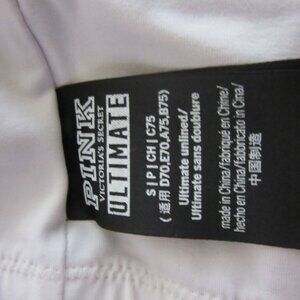 PINK
VICTORIA'S SECRET
ULTIMATE
S | P | CH | C75
(适用 D70,E70,A75,B75)
Ultimate unlined/
Ultimate sans doublure
made in China/fabriqué en Chine/
hecho en China/fabbricato in Cina/
中国制造